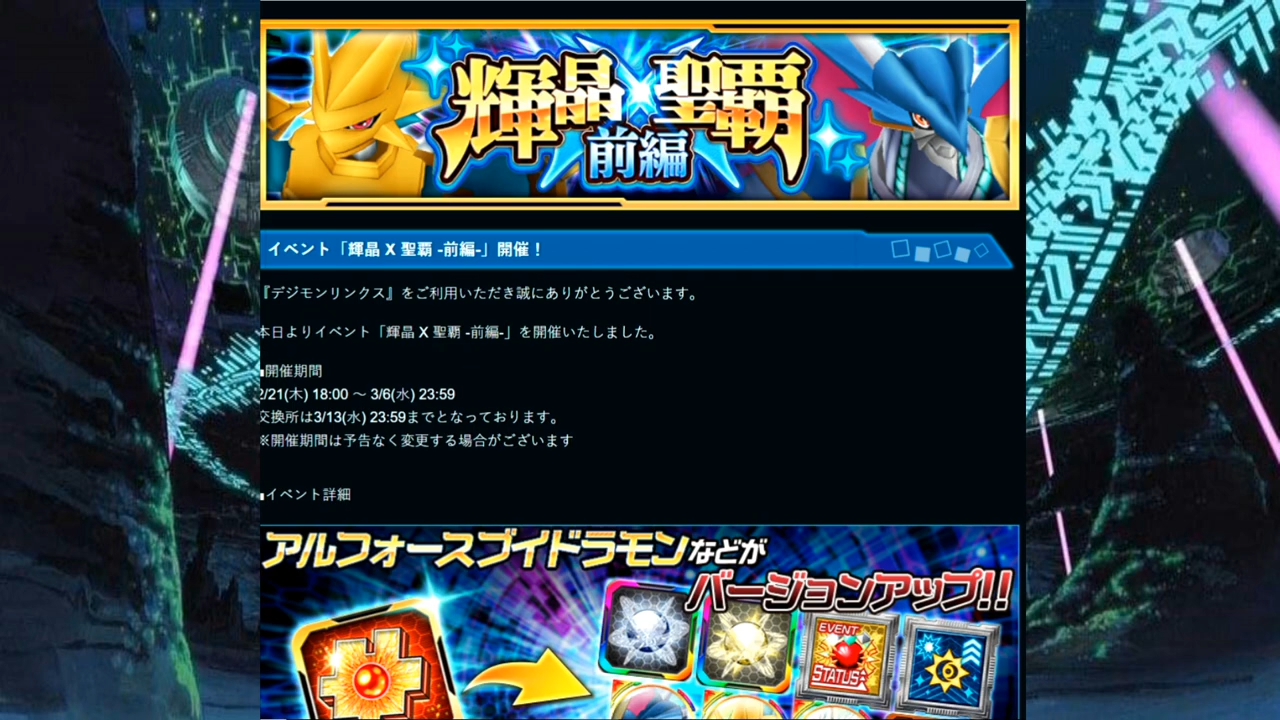 輝晶×聖覇
前編
イベント「輝晶 X 聖覇 -前編-」開催！
『デジモンリンクス』をご利用いただき誠にありがとうございます。
本日よりイベント「輝晶 X 聖覇 -前編-」を開催いたしました。
■開催期間
2/21(木) 18:00 ～ 3/6(水) 23:59
交換所は3/13(水) 23:59までとなっております。
※開催期間は予告なく変更する場合がございます
■イベント詳細
アルフォースブイドラモンなどが
バージョンアップ!!
EVENT
STATUS
6